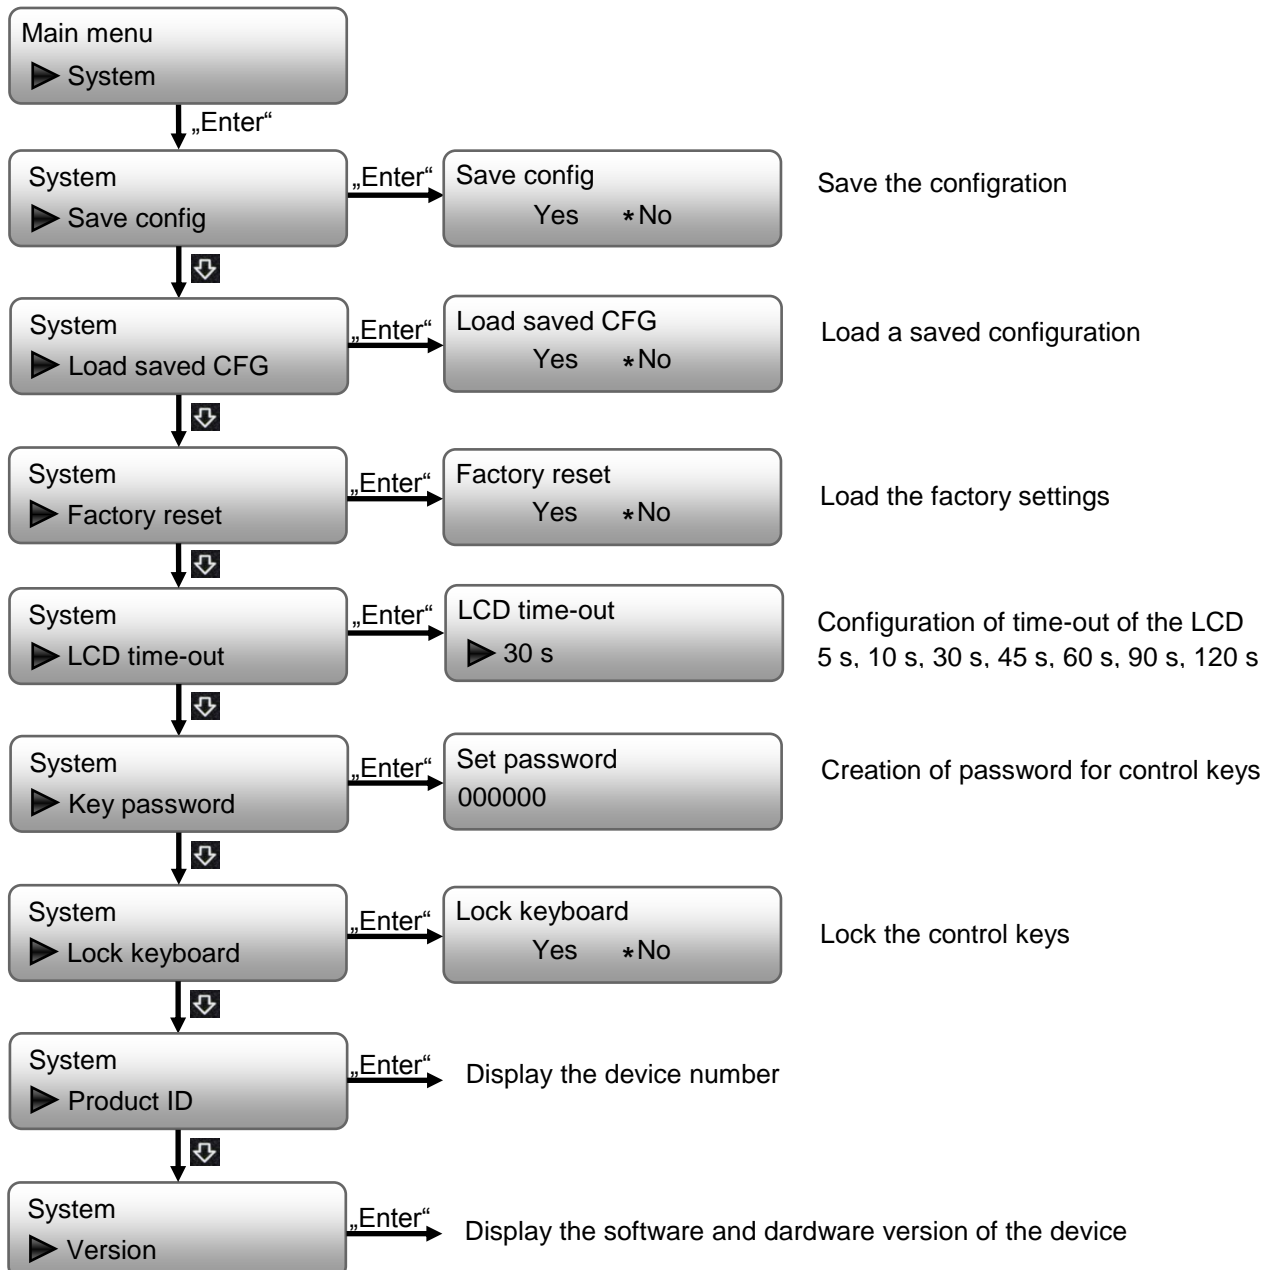 Main menu
System
„Enter“
System
Save config
„Enter“
Save config
Yes *No
Save the configration
System
Load saved CFG
„Enter“
Load saved CFG
Yes *No
Load a saved configuration
System
Factory reset
„Enter“
Factory reset
Yes *No
Load the factory settings
System
LCD time-out
„Enter“
LCD time-out
30 s
Configuration of time-out of the LCD
5 s, 10 s, 30 s, 45 s, 60 s, 90 s, 120 s
System
Key password
„Enter“
Set password
000000
Creation of password for control keys
System
Lock keyboard
„Enter“
Lock keyboard
Yes *No
Lock the control keys
System
Product ID
„Enter“
Display the device number
System
Version
„Enter“
Display the software and dardware version of the device